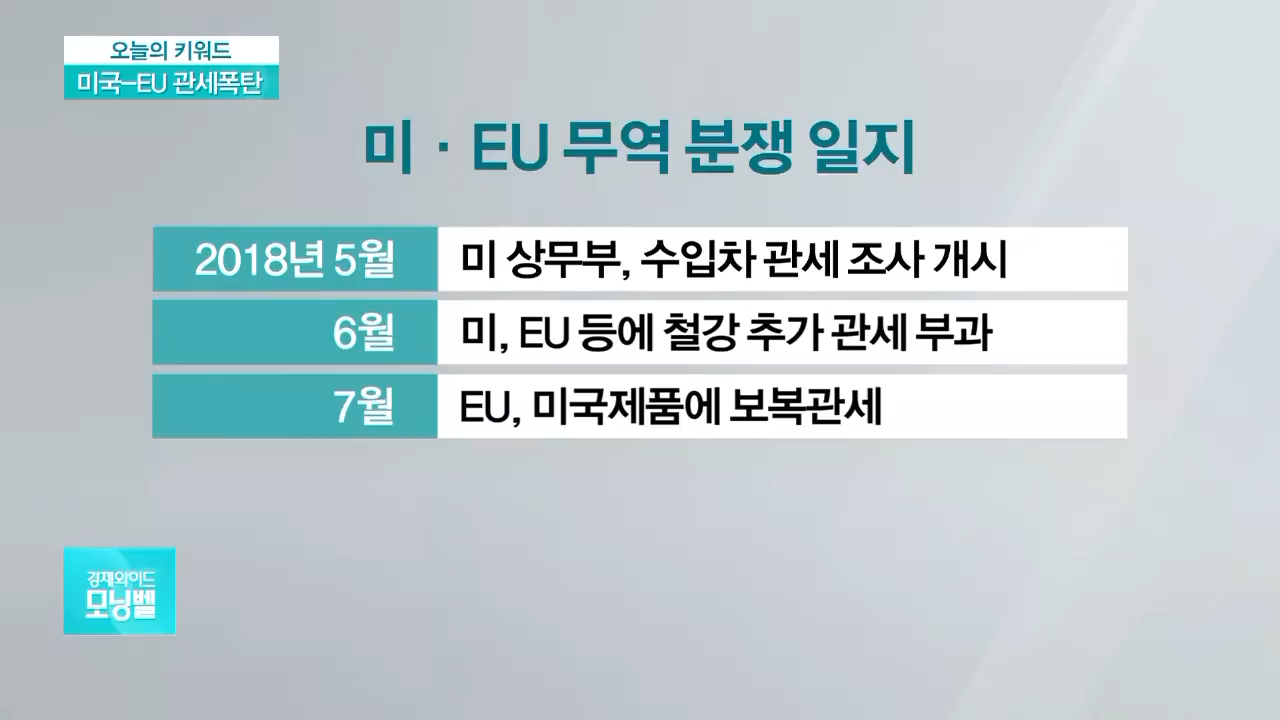 오늘의 키워드
미국-EU 관세폭탄
미·EU 무역 분쟁 일지
2018년 5월 미 상무부, 수입차 관세 조사 개시
6월 미, EU 등에 철강 추가 관세 부과
7월 EU, 미국제품에 보복관세
경제와이드
모닝벨